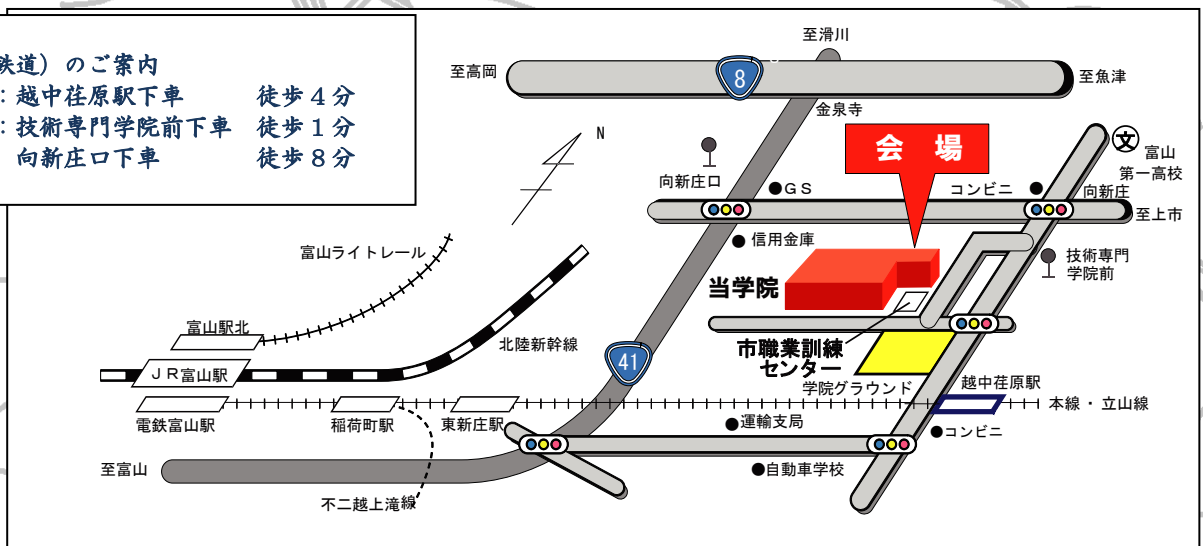 鉄道）のご案内
：越中荏原駅下車　徒歩４分
：技術専門学院前下車　徒歩１分
向新庄口下車　徒歩８分
至滑川
至高岡
8
至魚津
金泉寺
N
会　場
文
富山
第一高校
向新庄口
●ＧＳ
コンビニ
向新庄
至上市
信用金庫
富山ライトレール
技術専門
学院前
当学院
富山駅北
北陸新幹線
市職業訓練
センター
41
ＪＲ富山駅
学院グラウンド
越中荏原駅
本線・立山線
電鉄富山駅
稲荷町駅
東新庄駅
●運輸支局
●コンビニ
至富山
●自動車学校
不二越上滝線